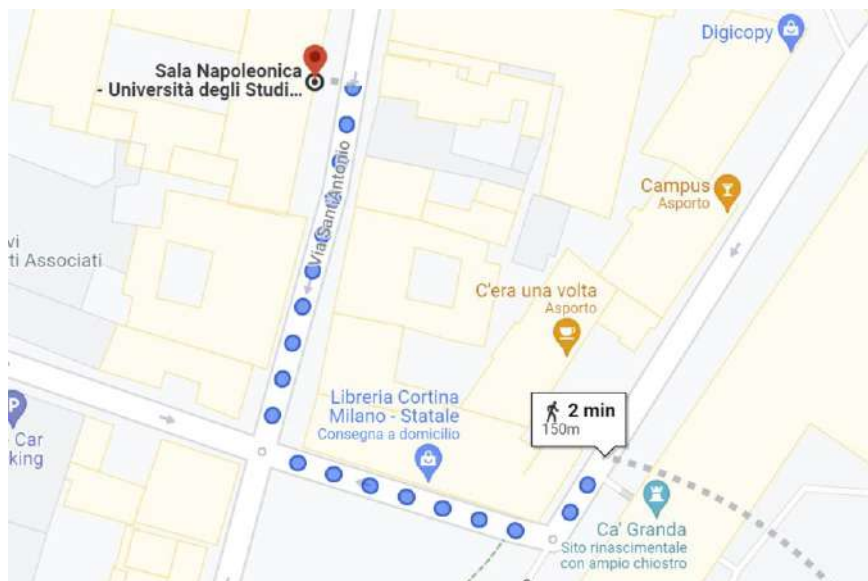 Digicopy
Sala Napoleonica
- Università degli Studi...
Via Sant'Antonio
Campus
Asporto
vi
ti Associati
C'era una volta
Asporto
Libreria Cortina
Milano - Statale
Consegna a domicilio
2 min
150m
P
Car
king
Ca' Granda
Sito rinascimentale
con ampio chiostro